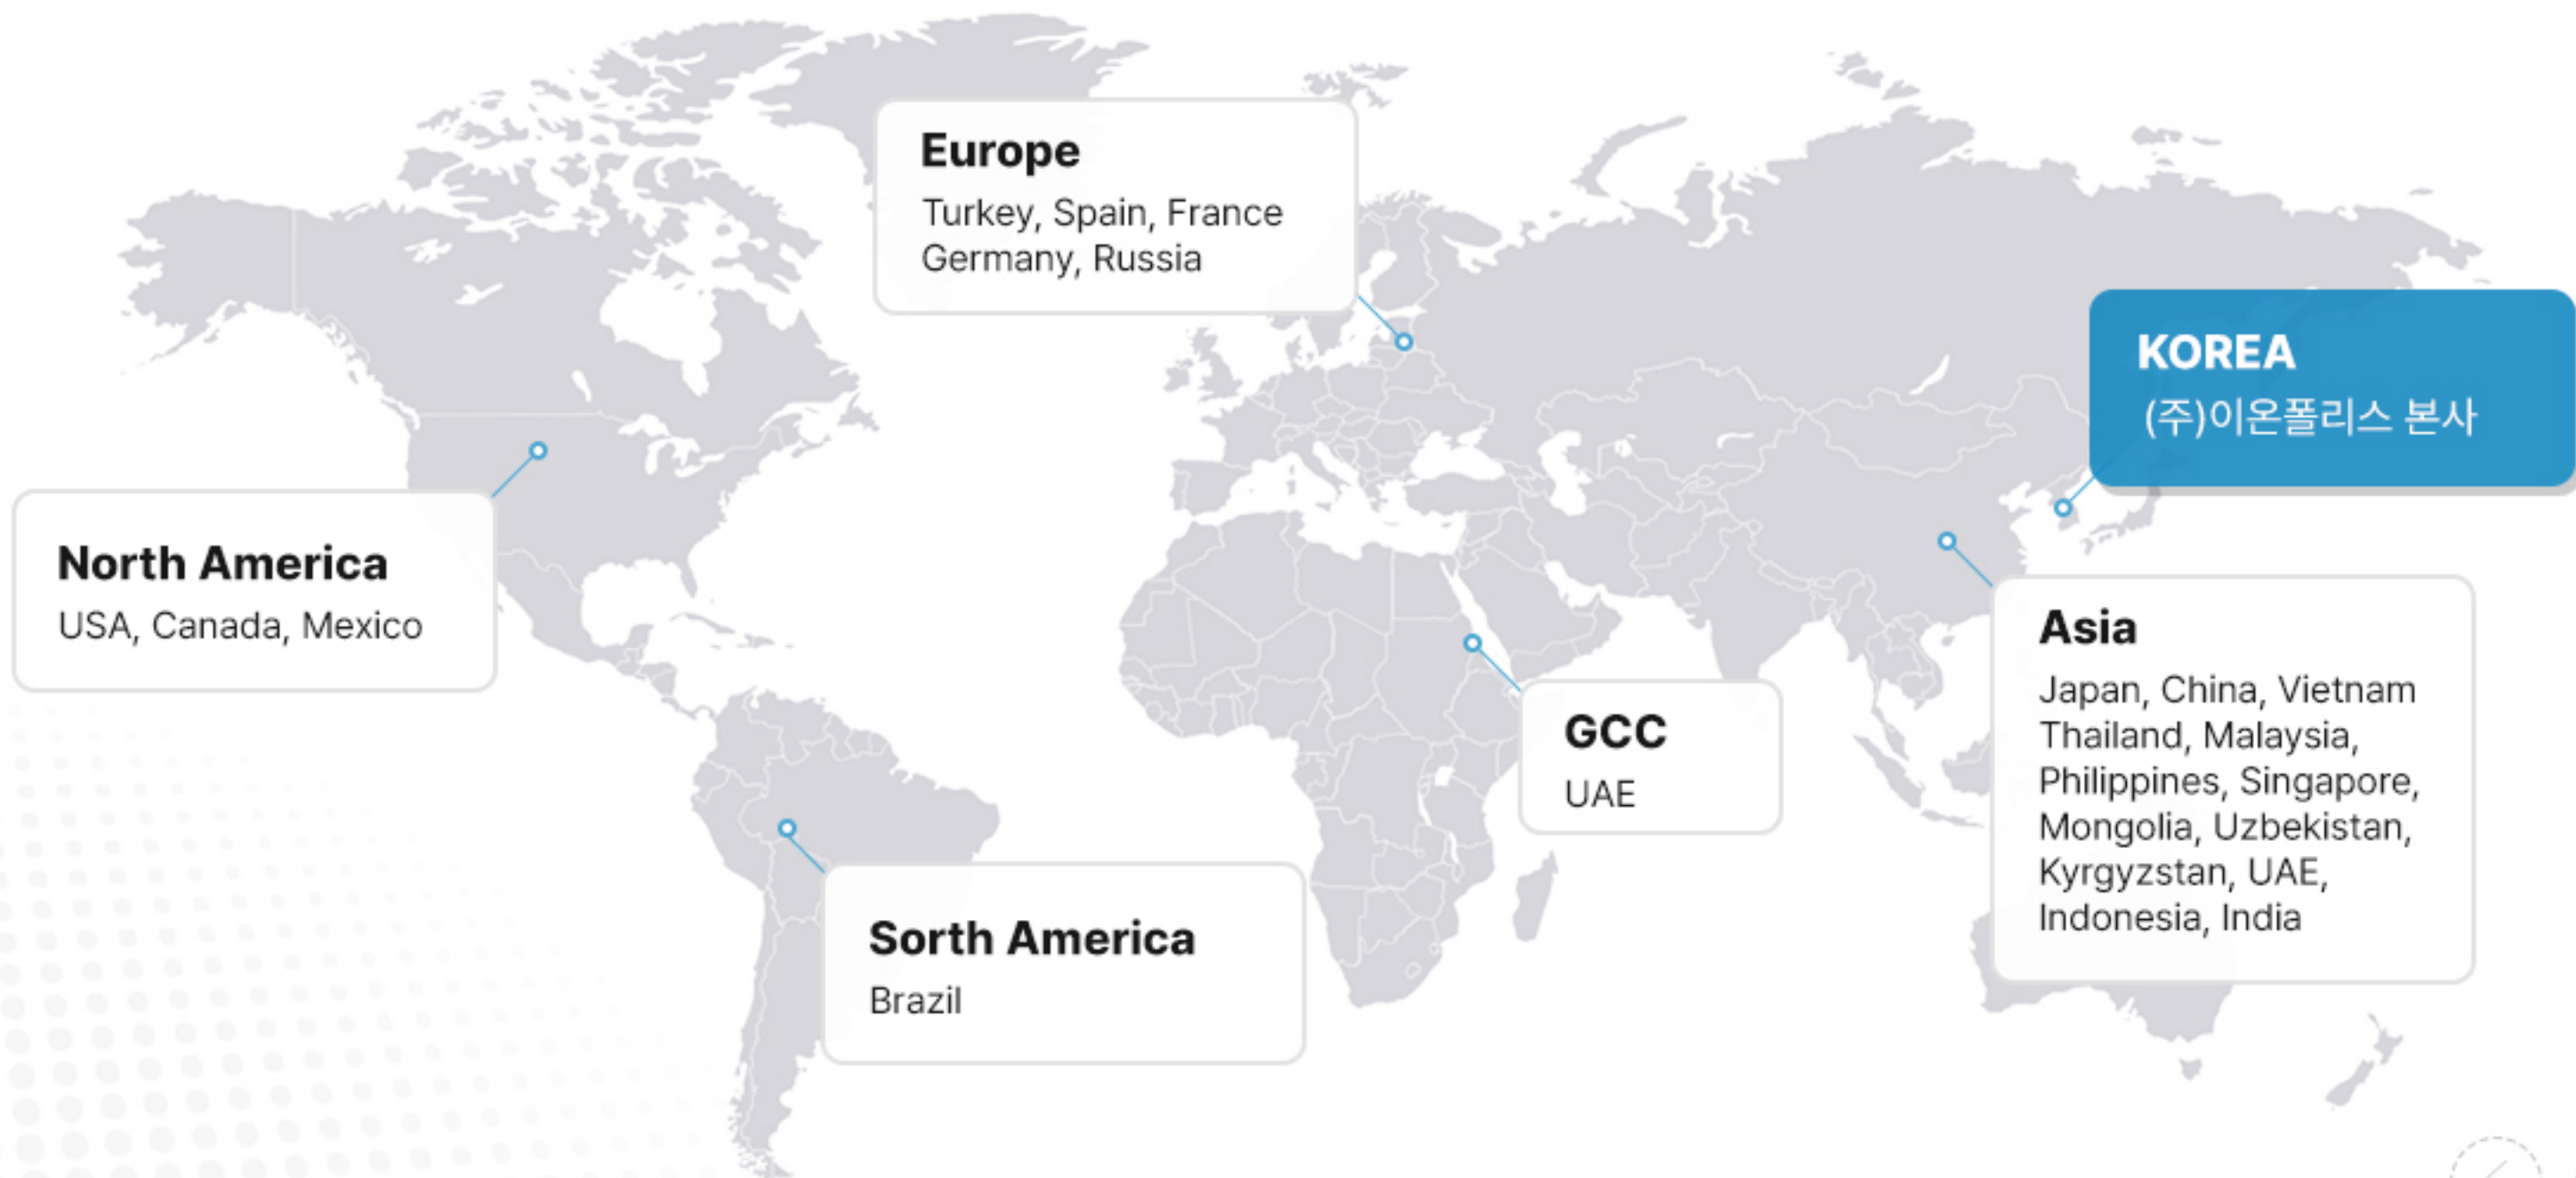 Europe
Turkey, Spain, France
Germany, Russia
KOREA
(주)이온폴리스 본사
North America
USA, Canada, Mexico
Asia
Japan, China, Vietnam
Thailand, Malaysia,
Philippines, Singapore,
Mongolia, Uzbekistan,
Kyrgyzstan, UAE,
Indonesia, India
GCC
UAE
Sorth America
Brazil